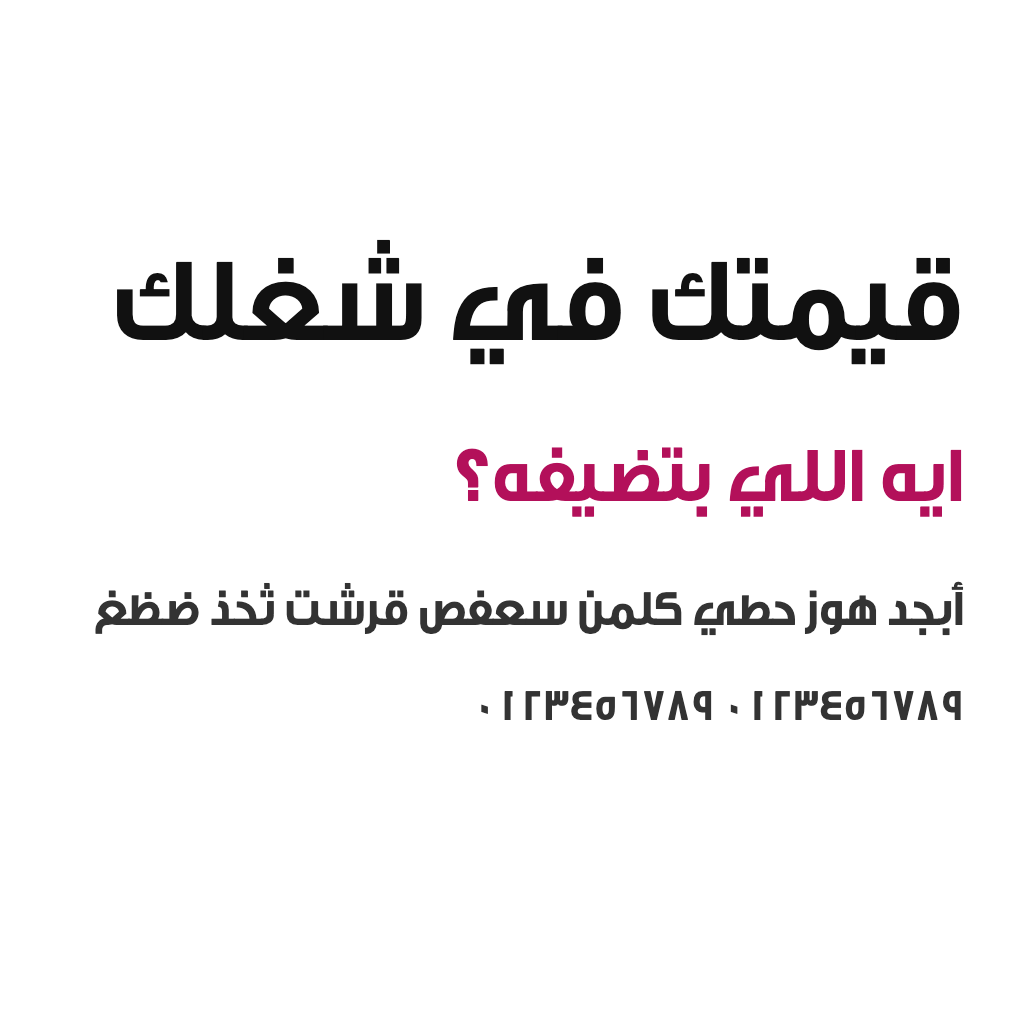 قيمتك في شغلك
ايه اللي بتضيفه؟
أبجد هوز حطي كلمن سعفص قرشت ثخذ ضظغ
٠١٢٣٤٥٦٧٨٩ ٠١٢٣٤٥٦٧٨٩